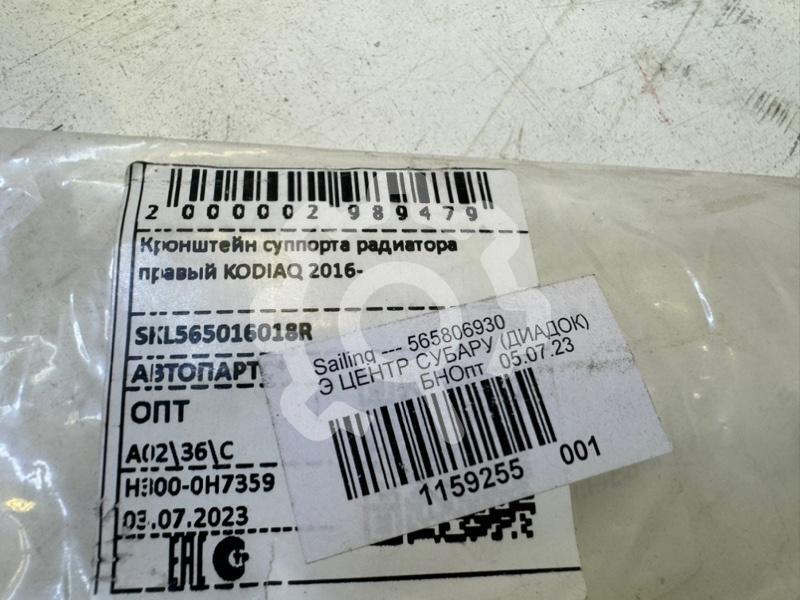 2 000002 989479
Кронштейн суппорта радиатора
правый KODIAQ 2016-
SKL565016018R
АВТОПАРТ
ОПТ
A02\36\C
H300-0H7359
03.07.2023
EAC
Sailing --- 565806930
Э ЦЕНТР СУБАРУ (ДИАДОК)
БНОпт 05.07.23
1159255 001